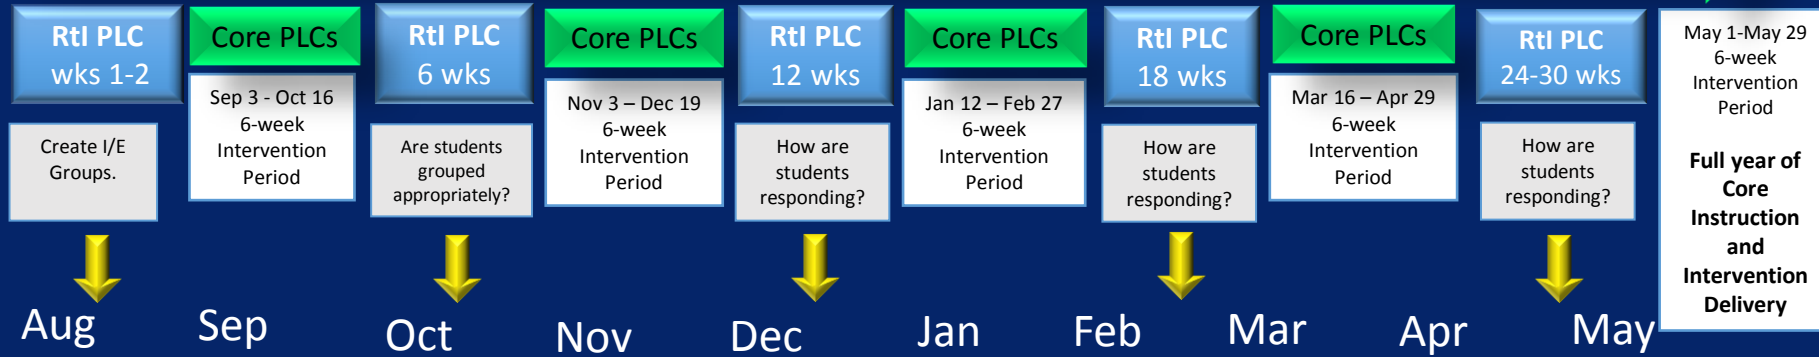 RtI PLC
wks 1-2
Create I/E
Groups.
Core PLCs
Sep 3 - Oct 16
6-week
Intervention
Period
RtI PLC
6 wks
Are students
grouped
appropriately?
Core PLCs
Nov 3 – Dec 19
6-week
Intervention
Period
RtI PLC
12 wks
How are
students
responding?
Core PLCs
Jan 12 – Feb 27
6-week
Intervention
Period
RtI PLC
18 wks
How are
students
responding?
Core PLCs
Mar 16 – Apr 29
6-week
Intervention
Period
RtI PLC
24-30 wks
How are
students
responding?
May 1-May 29
6-week
Intervention
Period
Full year of
Core
Instruction
and
Intervention
Delivery
Aug
Sep
Oct
Nov
Dec
Jan
Feb
Mar
Apr
May